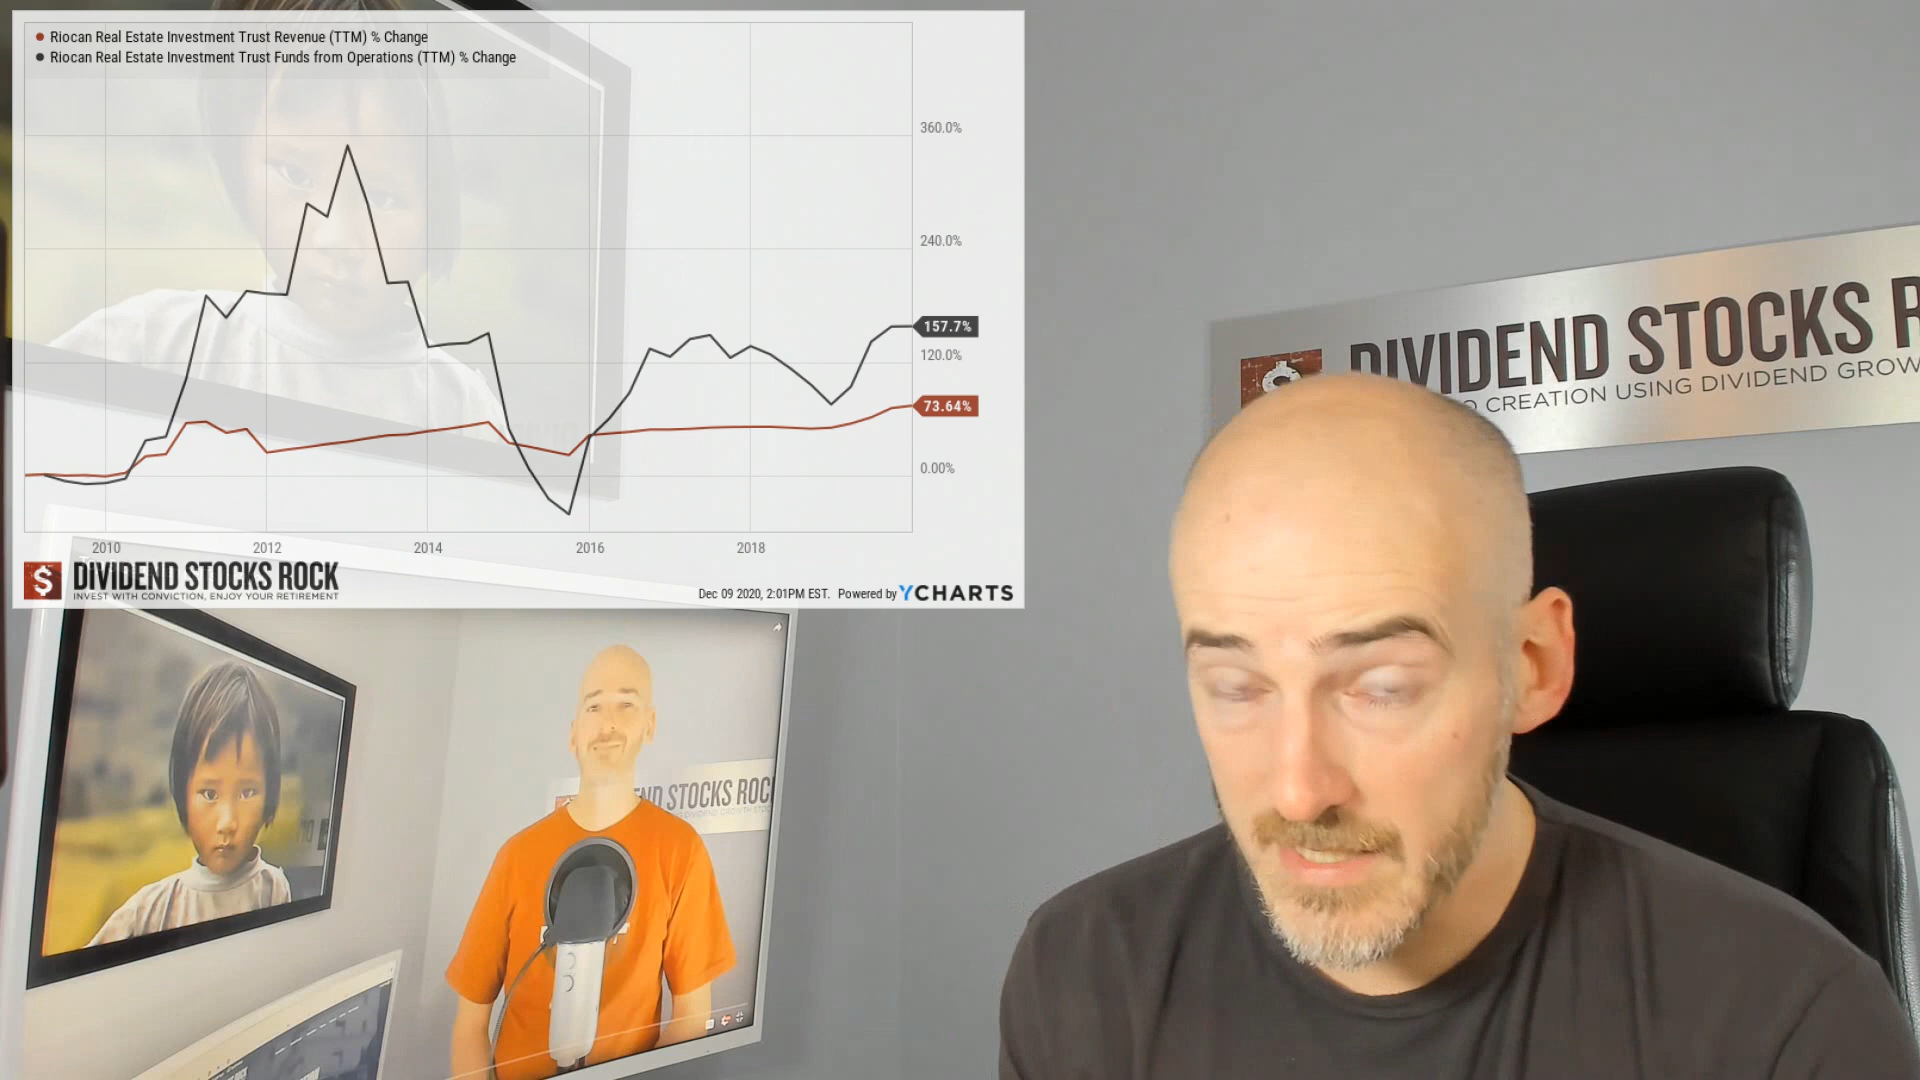 Riocan Real Estate Investment Trust Revenue (TTM) % Change
Riocan Real Estate Investment Trust Funds from Operations (TTM) % Change
360.0%
240.0%
157.7%
120.0%
73.64%
0.00%
2010 2012 2014 2016 2018
$ DIVIDEND STOCKS ROCK
INVEST WITH CONVICTION, ENJOY YOUR RETIREMENT
Dec 09 2020, 2:01PM EST. Powered by YCHARTS
DIVIDEND STOCKS R
CREATION USING DIVIDEND GROW
END STOCKS ROC